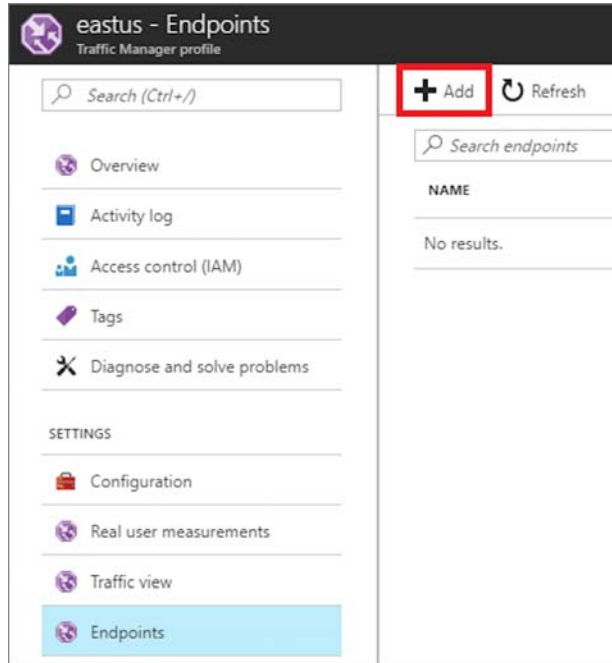 eastus - Endpoints
Traffic Manager profile
Search (Ctrl+/)
Overview
Activity log
Access control (IAM)
Tags
Diagnose and solve problems
SETTINGS
Configuration
Real user measurements
Traffic view
Endpoints
Add Refresh
Search endpoints
NAME
No results.